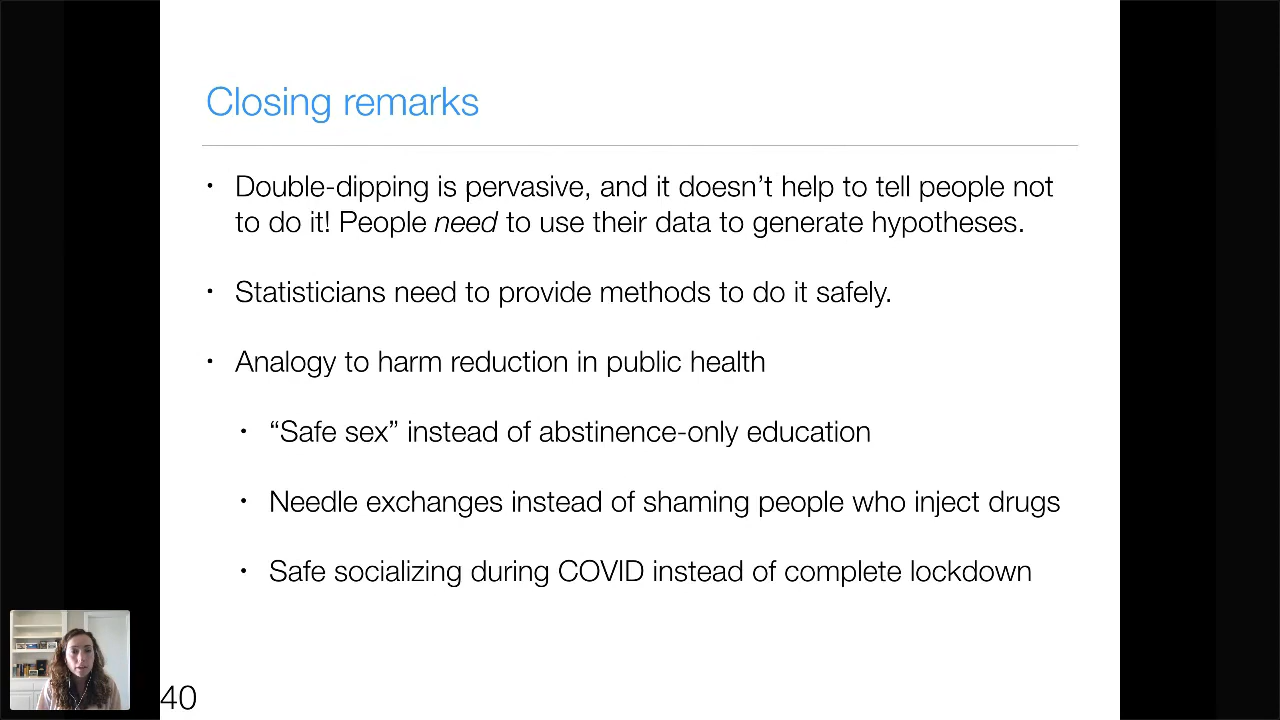 Closing remarks
• Double-dipping is pervasive, and it doesn’t help to tell people not
to do it! People need to use their data to generate hypotheses.
• Statisticians need to provide methods to do it safely.
• Analogy to harm reduction in public health
• “Safe sex” instead of abstinence-only education
• Needle exchanges instead of shaming people who inject drugs
• Safe socializing during COVID instead of complete lockdown
40